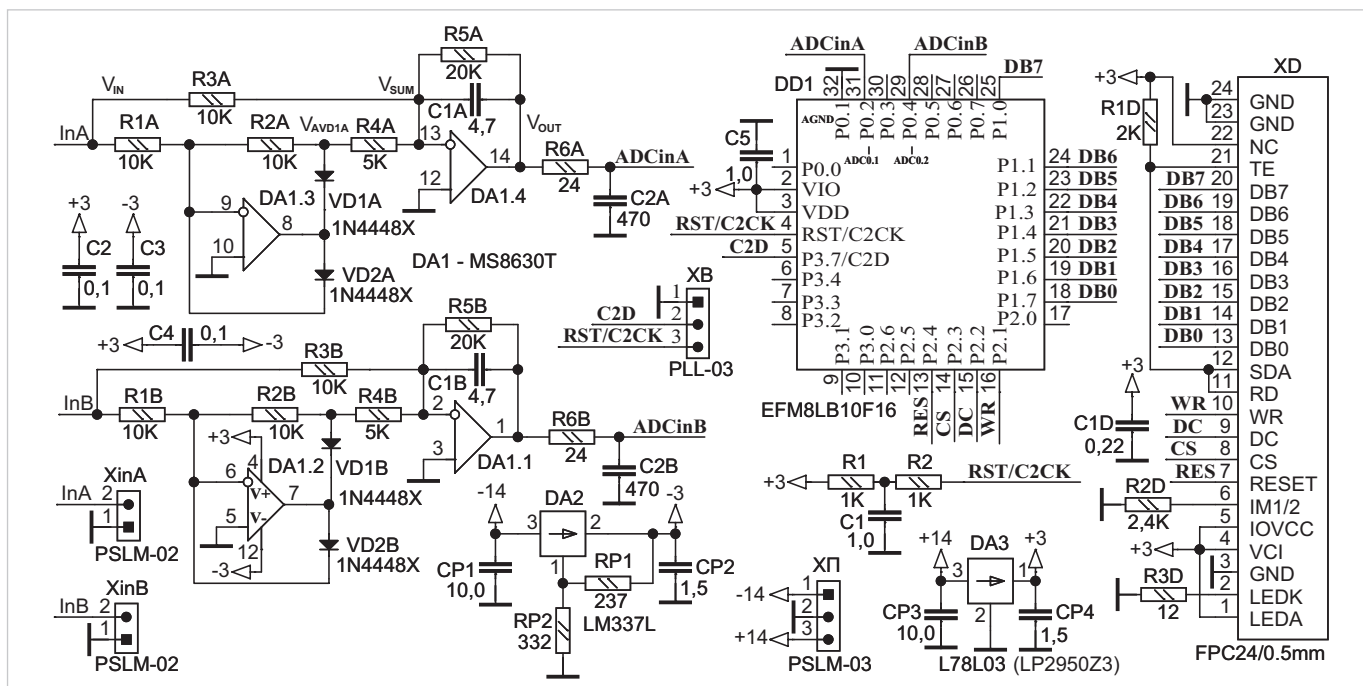 InA
V_IN
R3A
10K
R1A
10K
R2A
10K
V_AVD1A
R4A
5K
V_SUM
R5A
20K
C1A
4,7
13
12
14
DA1.4
V_OUT
R6A
24
ADCinA
C2A
470
9
10
8
DA1.3
VD1A
1N4448X
VD2A
1N4448X
DA1 - MS8630T
+3
C2
0,1
-3
C3
0,1
C4
0,1
+3
-3
InB
R3B
10K
R1B
10K
R2B
10K
R4B
5K
R5B
20K
C1B
4,7
2
3
1
DA1.1
R6B
24
ADCinB
C2B
470
+3
4
DA1.2
6
5
V+
V-
7
12
-3
VD1B
1N4448X
VD2B
1N4448X
XinA
InA
2
1
PSLM-02
XinB
InB
2
1
PSLM-02
XB
1
C2D
2
RST/C2CK
3
PLL-03
-14
DA2
-3
3
2
1
CP1
10,0
RP1
237
CP2
1,5
RP2
332
LM337L
ADCinA
ADCinB
DB7
DD1
32
31
30
29
28
27
26
25
AGND
P0.1
P0.2
P0.3
P0.4
P0.5
P0.6
P0.7
P1.0
ADC0.1
ADC0.2
C5
1,0
+3
RST/C2CK
C2D
1
P0.0
2
VIO
3
VDD
4
RST/C2CK
5
P3.7/C2D
6
P3.4
7
P3.3
8
P3.2
P1.1
24
DB6
P1.2
23
DB5
P1.3
22
DB4
P1.4
21
DB3
P1.5
20
DB2
P1.6
19
DB1
P1.7
18
DB0
P2.0
17
P3.1
P3.0
P2.6
P2.5
P2.4
P2.3
P2.2
P2.1
9
10
11
12
13
14
15
16
EFM8LB10F16
RES
CS
DC
WR
+3
R1
1K
R2
1K
RST/C2CK
C1
1,0
ХП
-14
1
2
+14
3
PSLM-03
+14
DA3
+3
3
1
2
CP3
10,0
CP4
1,5
L78L03 (LP2950Z3)
XD
+3
R1D
2K
24
GND
23
GND
22
NC
21
TE
DB7
20
DB7
DB6
19
DB6
DB5
18
DB5
DB4
17
DB4
DB3
16
DB3
DB2
15
DB2
DB1
14
DB1
DB0
13
DB0
12
SDA
11
RD
WR
10
WR
DC
9
DC
CS
8
CS
RES
7
RESET
6
IM1/2
5
IOVCC
4
VCI
3
GND
2
LEDK
1
LEDA
+3
C1D
0,22
R2D
2,4K
+3
R3D
12
FPC24/0.5mm